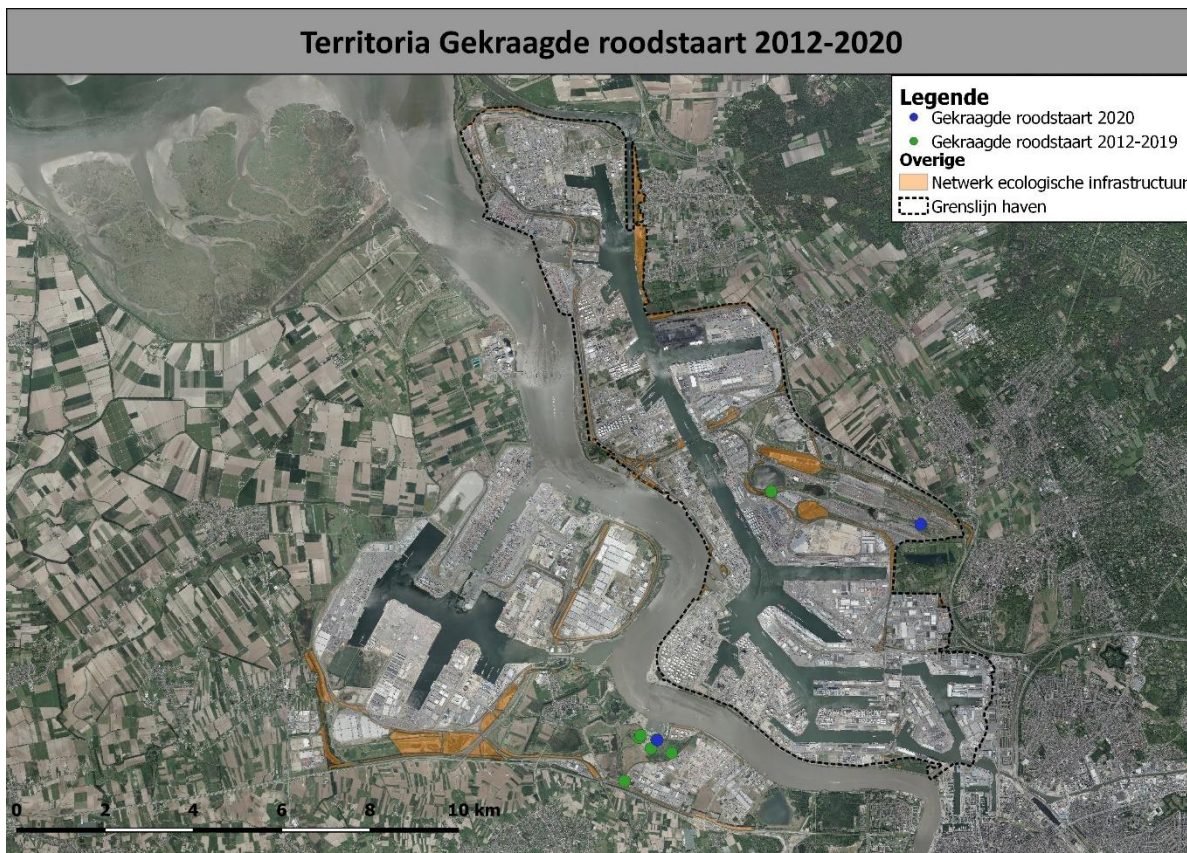 Territoria Gekraagde roodstaart 2012-2020
Legende
Gekraagde roodstaart 2020
Gekraagde roodstaart 2012-2019
Overige
Netwerk ecologische infrastructuur
Grenslijn haven
0 2 4 6 8 10 km